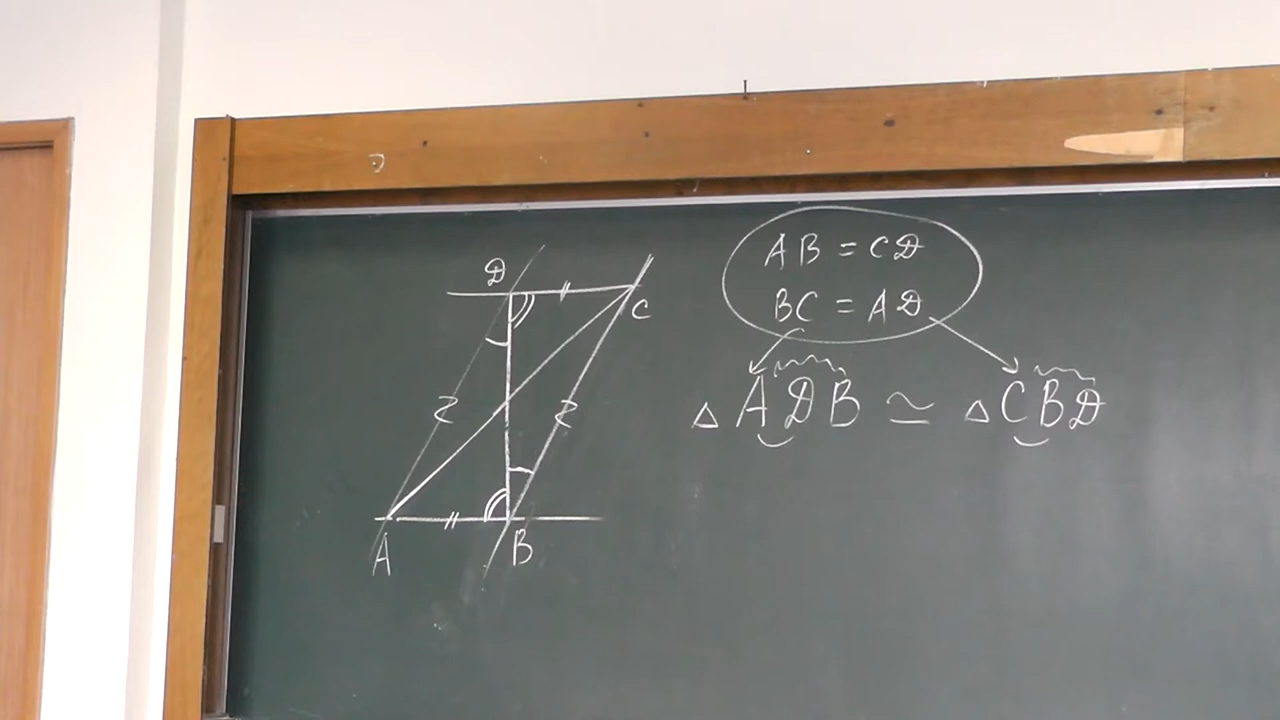 D
C
A
B
AB = CD
BC = AD
△ADB ≃ △CBD